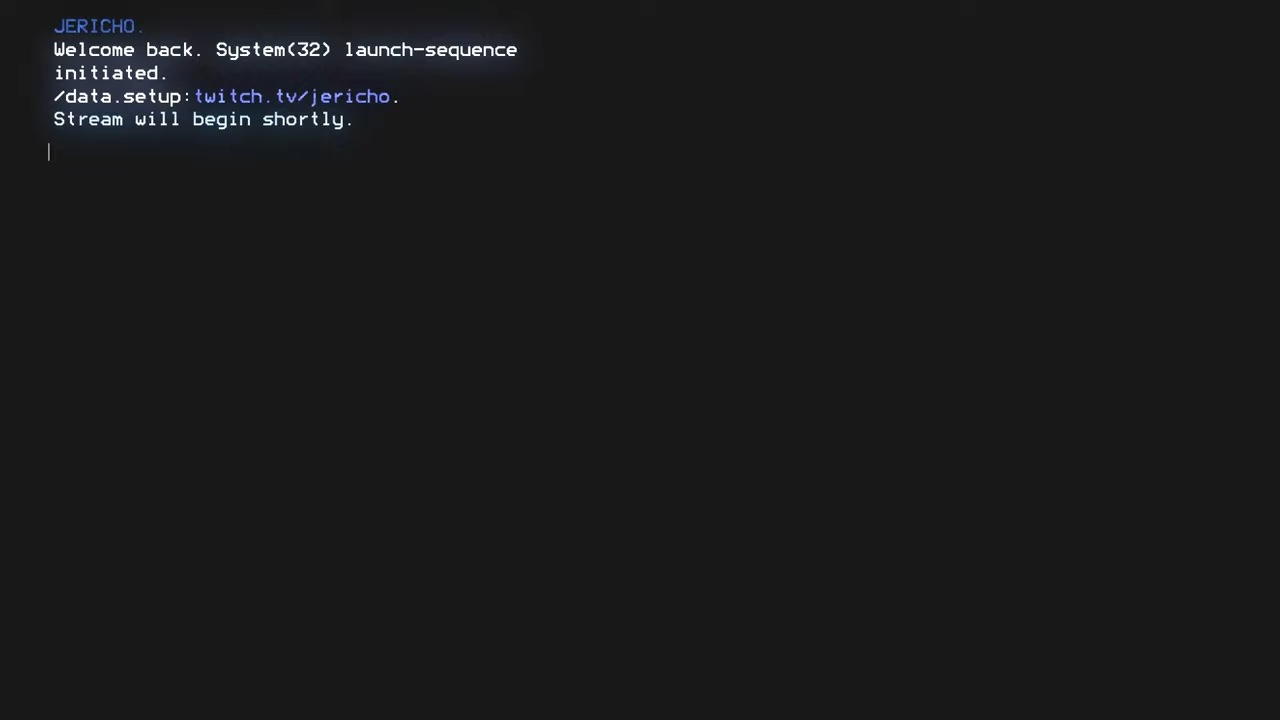 JERICHO.
Welcome back. System(32) launch-sequence
initiated.
/data.setup:twitch.tv/jericho.
Stream will begin shortly.